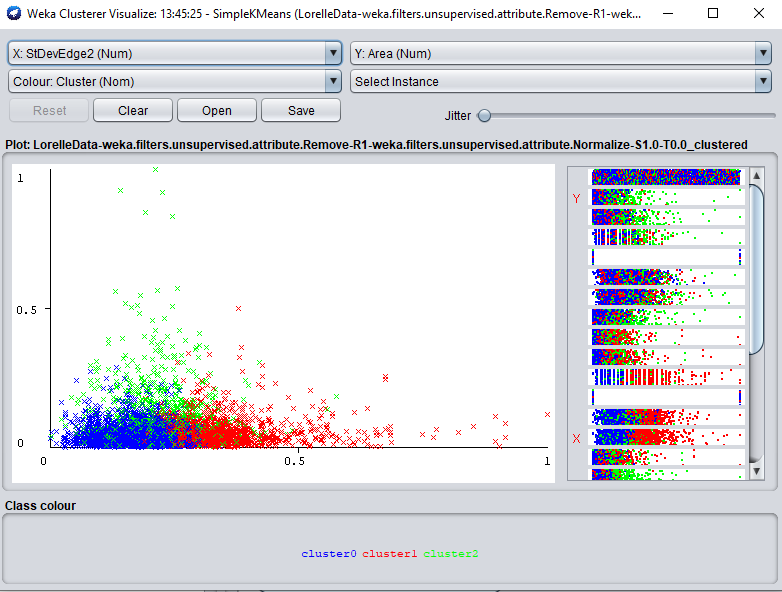 Weka Clusterer Visualize: 13:45:25 - SimpleKMeans (LorelleData-weka.filters.unsupervised.attribute.Remove-R1-wek...
X: StDevEdge2 (Num) Y: Area (Num)
Colour: Cluster (Nom) Select Instance
Reset Clear Open Save Jitter
Plot: LorelleData-weka.filters.unsupervised.attribute.Remove-R1-weka.filters.unsupervised.attribute.Normalize-S1.0-T0.0_clustered
1
0.5
0
0 0.5 1
Y
X
Class colour
cluster0 cluster1 cluster2